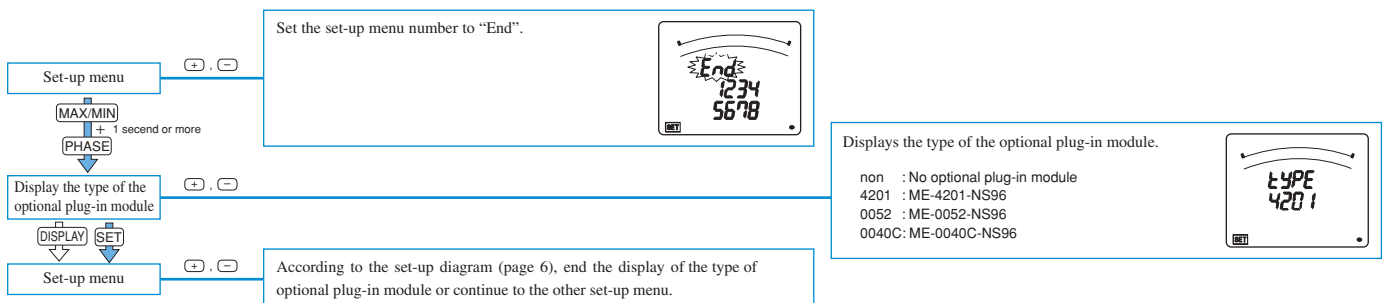 Set the set-up menu number to “End”.
End
1234
5678
SET
Set-up menu
+ , −
MAX/MIN
+ 1 secend or more
PHASE
Display the type of the
optional plug-in module
+ , −
Displays the type of the optional plug-in module.
non : No optional plug-in module
4201 : ME-4201-NS96
0052 : ME-0052-NS96
0040C: ME-0040C-NS96
tYPE
4201
SET
DISPLAY SET
Set-up menu
+ , −
According to the set-up diagram (page 6), end the display of the type of
optional plug-in module or continue to the other set-up menu.